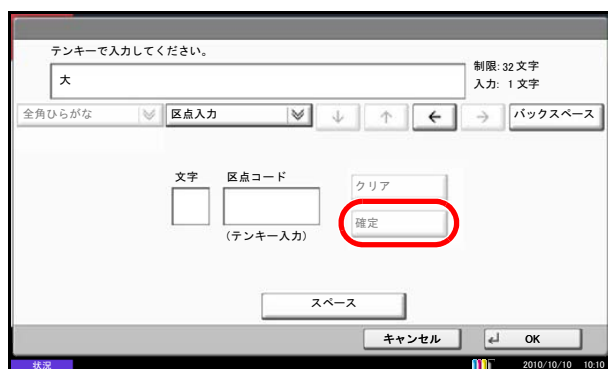 テンキーで入力してください。
大
制限: 32 文字
入力: 1 文字
全角ひらがな 区点入力 ↓ ↑ ← → バックスペース
文字 区点コード
クリア
確定
(テンキー入力)
スペース
キャンセル OK
状況 2010/10/10 10:10